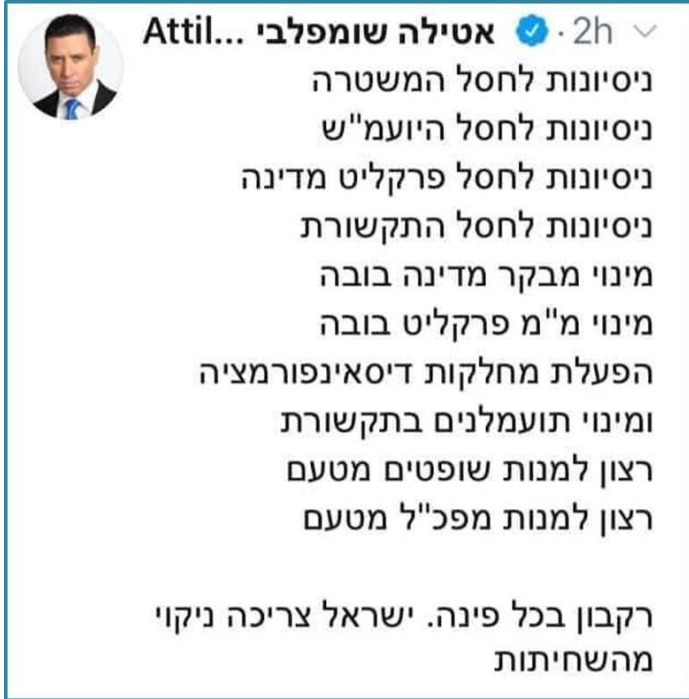 אטילה שומפלבי Attil... · 2h
ניסיונות לחסל המשטרה
ניסיונות לחסל היועמ"ש
ניסיונות לחסל פרקליט מדינה
ניסיונות לחסל התקשורת
מינוי מבקר מדינה בובה
מינוי מ"מ פרקליט בובה
הפעלת מחלקות דיסאינפורמציה
ומינוי תועמלנים בתקשורת
רצון למנות שופטים מטעם
רצון למנות מפכ"ל מטעם
רקבון בכל פינה. ישראל צריכה ניקוי
מהשחיתות